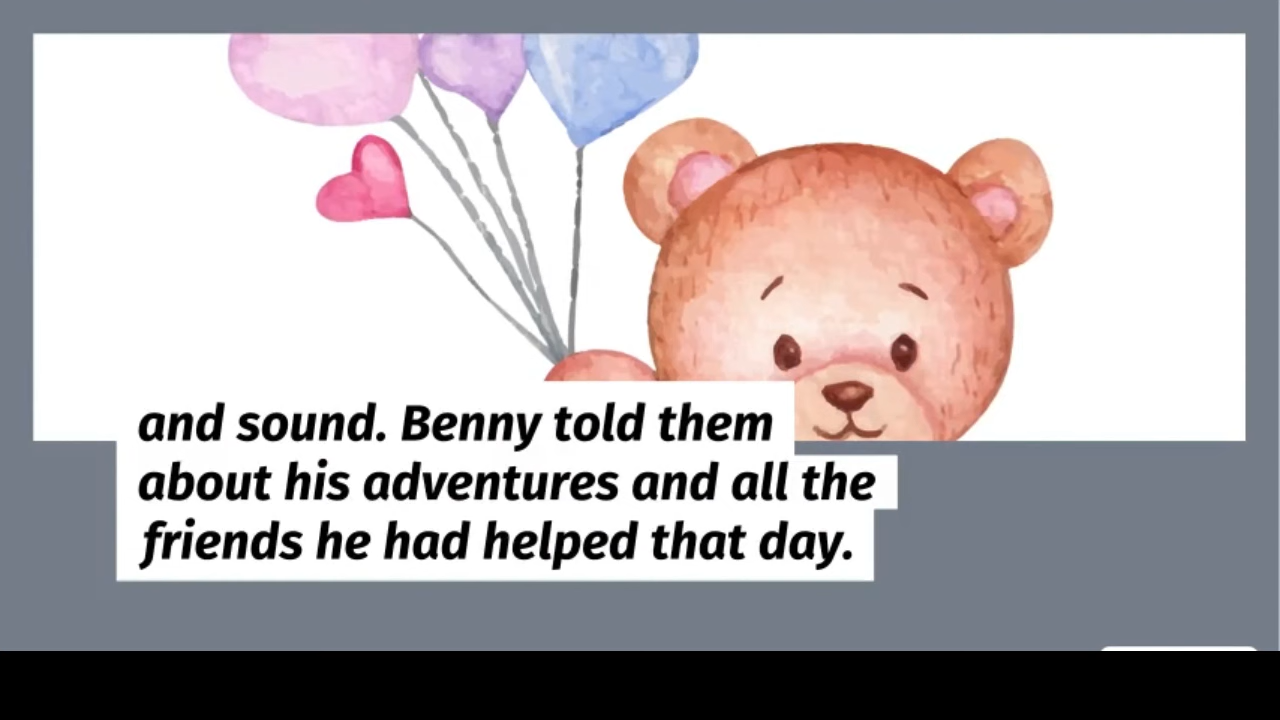 and sound. Benny told them
about his adventures and all the
friends he had helped that day.